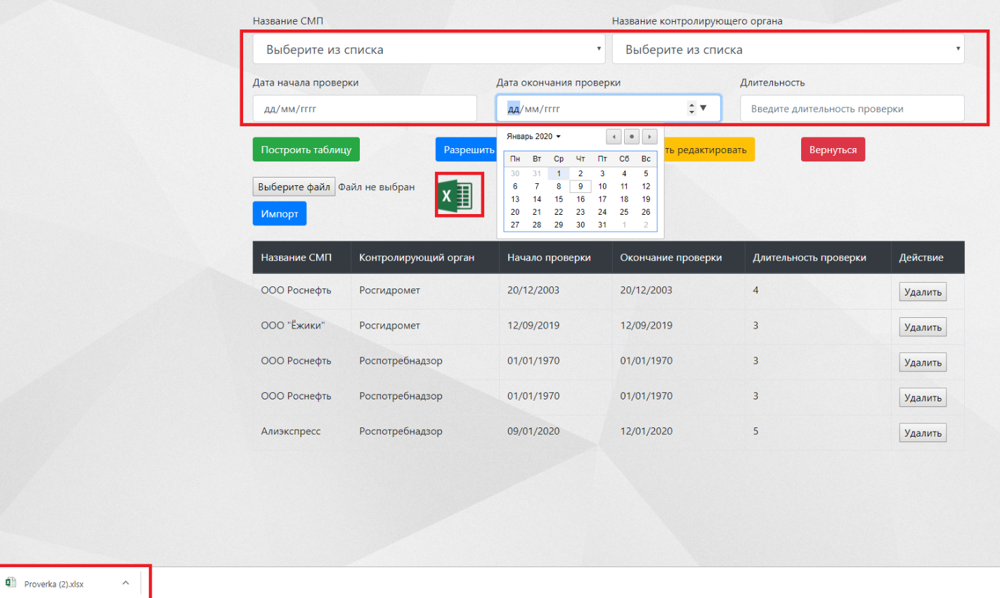 Название СМП Название контролирующего органа
Выберите из списка Выберите из списка
Дата начала проверки Дата окончания проверки Длительность
дд/мм/гггг дд/мм/гггг Введите длительность проверки
Январь 2020
Построить таблицу Разрешить ть редактировать Вернуться
Пн Вт Ср Чт Пт Сб Вс
30 31 1 2 3 4 5
Выберите файл Файл не выбран 6 7 8 9 10 11 12
13 14 15 16 17 18 19
Импорт 20 21 22 23 24 25 26
27 28 29 30 31 1 2
Название СМП Контролирующий орган Начало проверки Окончание проверки Длительность проверки Действие
ООО Роснефть Росгидромет 20/12/2003 20/12/2003 4 Удалить
ООО "Ёжики" Росгидромет 12/09/2019 12/09/2019 3 Удалить
ООО Роснефть Роспотребнадзор 01/01/1970 01/01/1970 3 Удалить
ООО Роснефть Роспотребнадзор 01/01/1970 01/01/1970 3 Удалить
Алиэкспресс Роспотребнадзор 09/01/2020 12/01/2020 5 Удалить
Proverka (2).xlsx